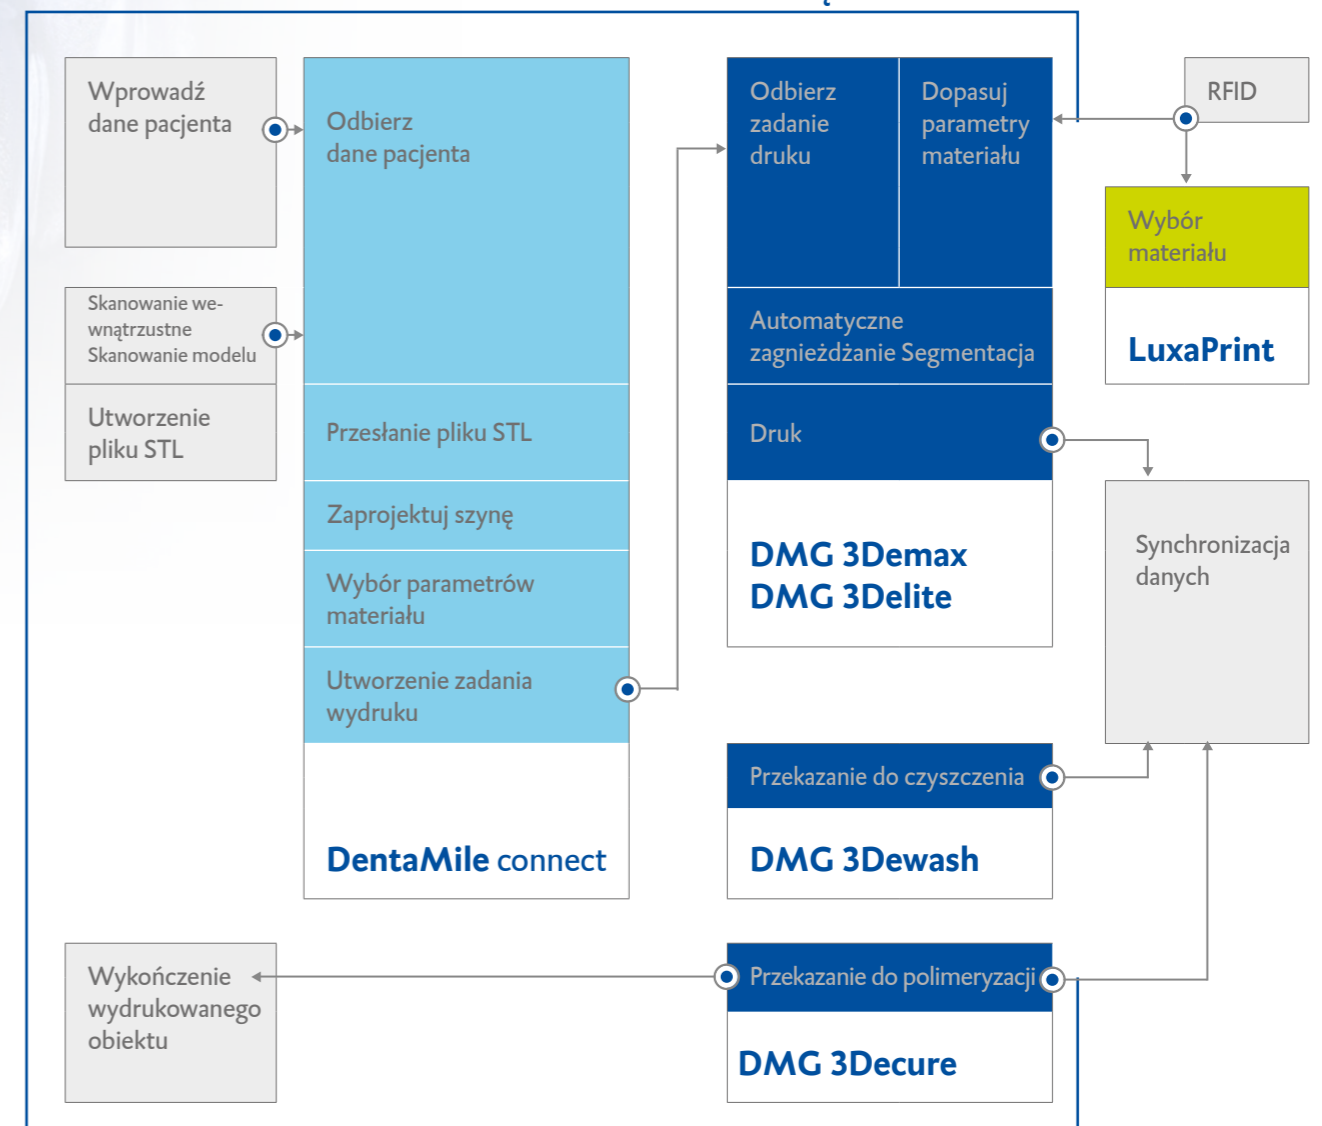 Wprowadź
dane pacjenta
Skanowanie we-
wnątrzustne
Skanowanie modelu
Utworzenie
pliku STL
Odbierz
dane pacjenta
Przesłanie pliku STL
Zaprojektuj szynę
Wybór parametrów
materiału
Utworzenie zadania
wydruku
DentaMile connect
Odbierz
zadanie
druku
Dopasuj
parametry
materiału
Automatyczne
zagnieżdżanie Segmentacja
Druk
DMG 3Demax
DMG 3Delite
RFID
Wybór
materiału
LuxaPrint
Synchronizacja
danych
Przekazanie do czyszczenia
DMG 3Dewash
Przekazanie do polimeryzacji
DMG 3Decure
Wykończenie
wydrukowanego
obiektu